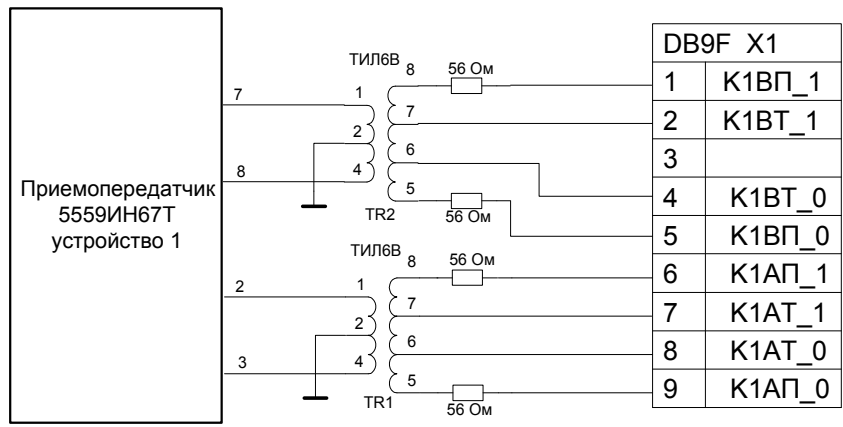 Приемопередатчик
5559ИН67Т
устройство 1
7
8
2
3
ТИЛ6В
1
2
4
8
7
6
5
56 Ом
56 Ом
TR2
ТИЛ6В
1
2
4
8
7
6
5
56 Ом
56 Ом
TR1
DB9F X1
1 К1ВП_1
2 К1ВТ_1
3
4 К1ВТ_0
5 К1ВП_0
6 К1АП_1
7 К1АТ_1
8 К1АТ_0
9 К1АП_0